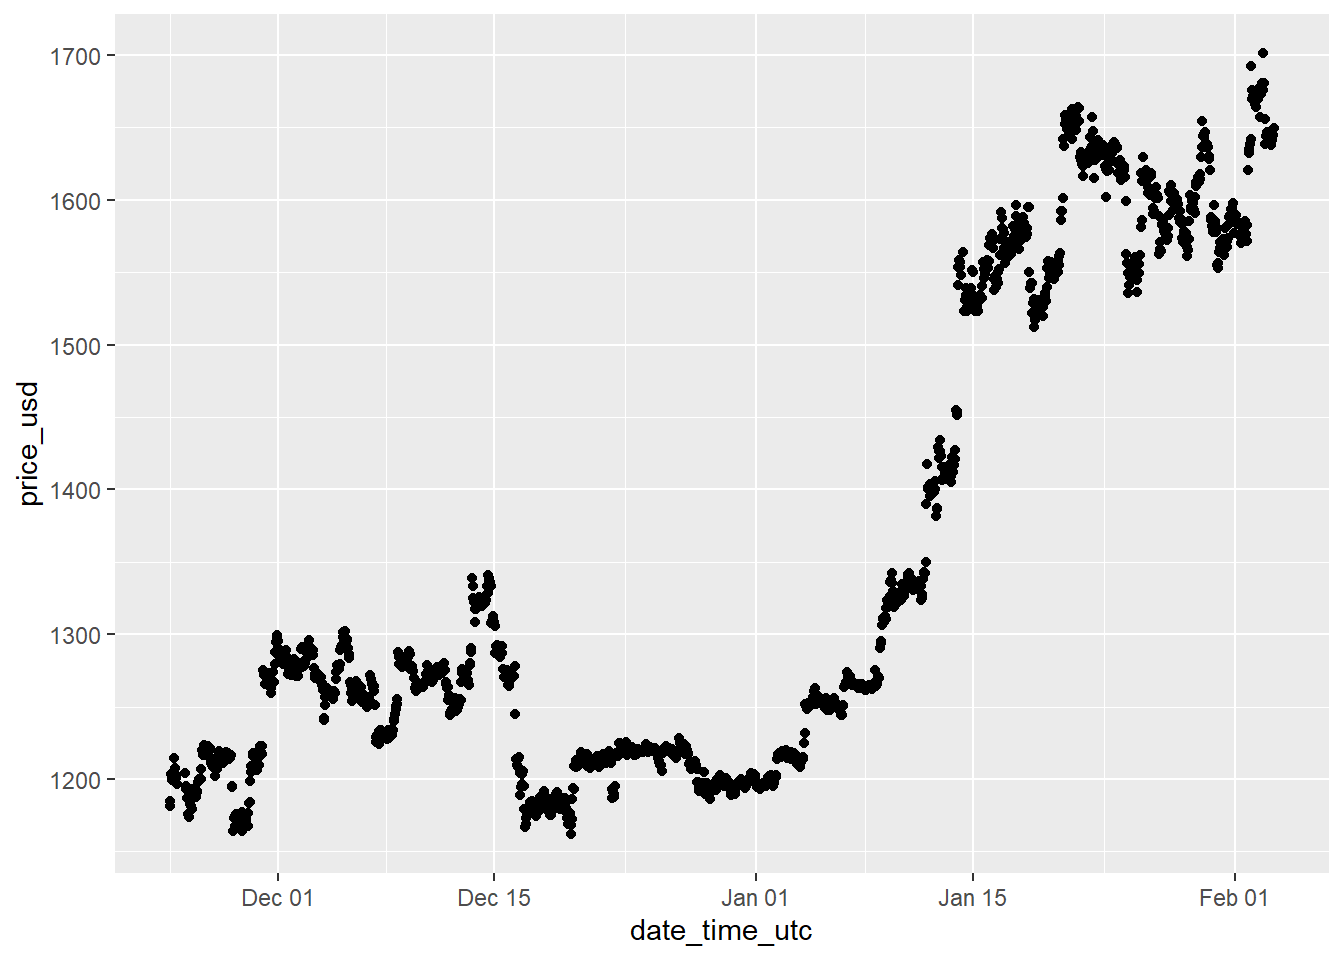 1700
1600
1500
1400
1300
1200
price_usd
Dec 01
Dec 15
Jan 01
Jan 15
Feb 01
date_time_utc